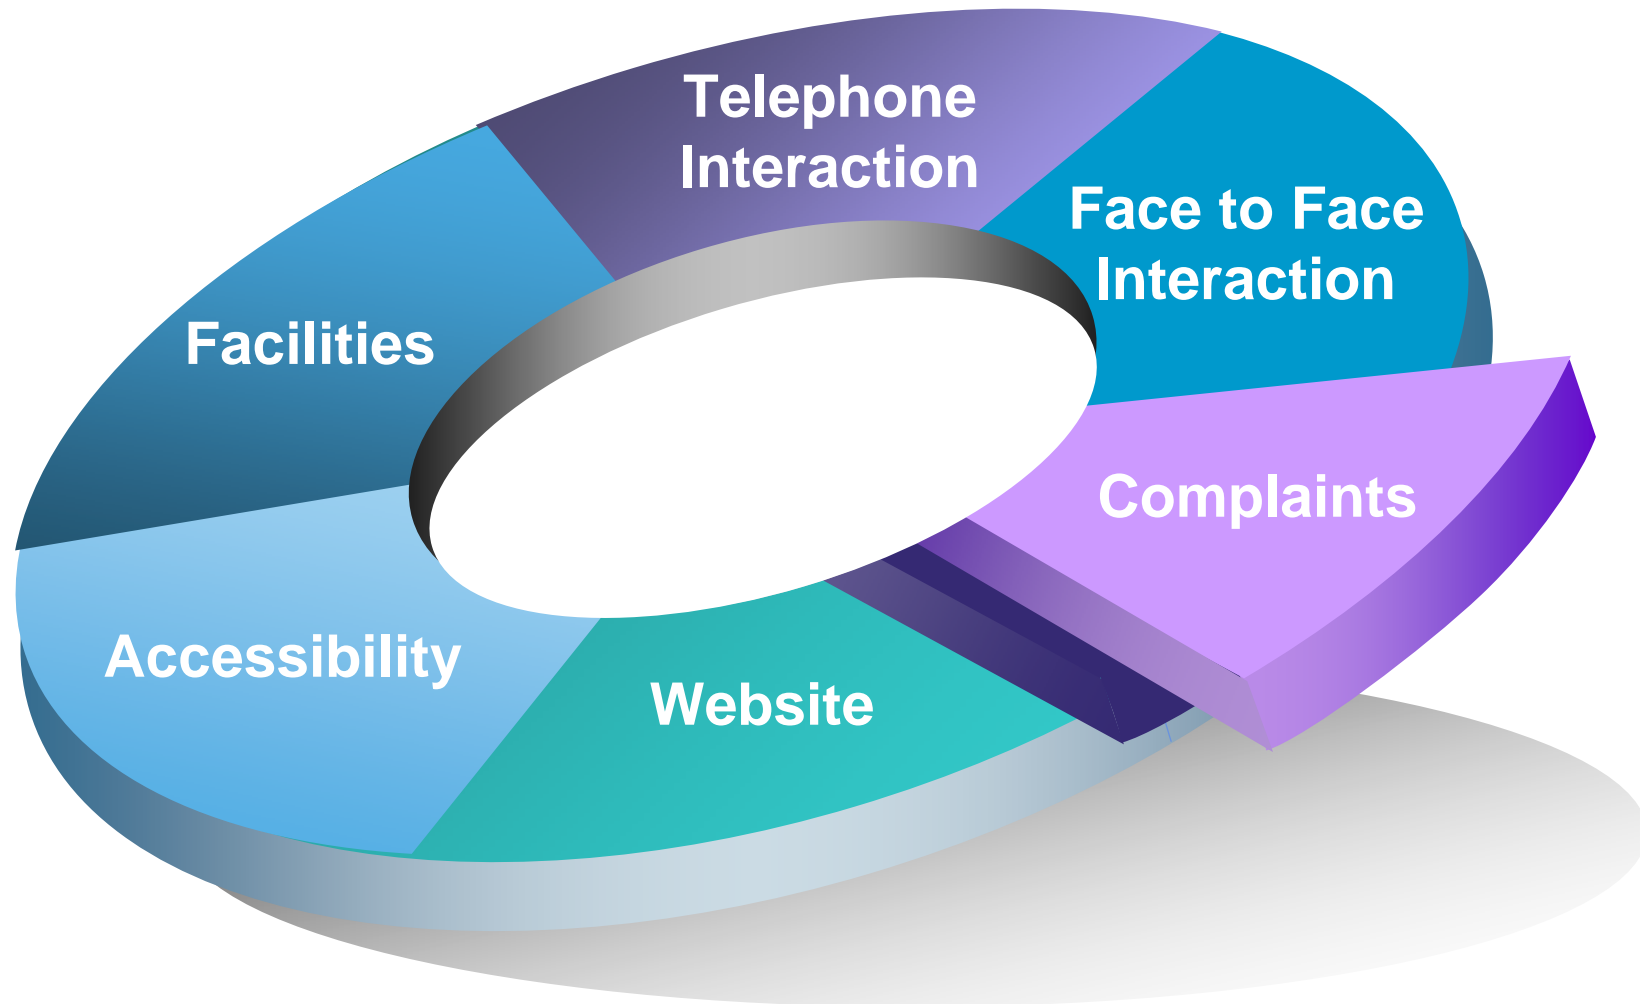 Telephone
Interaction
Face to Face
Interaction
Facilities
Complaints
Accessibility
Website